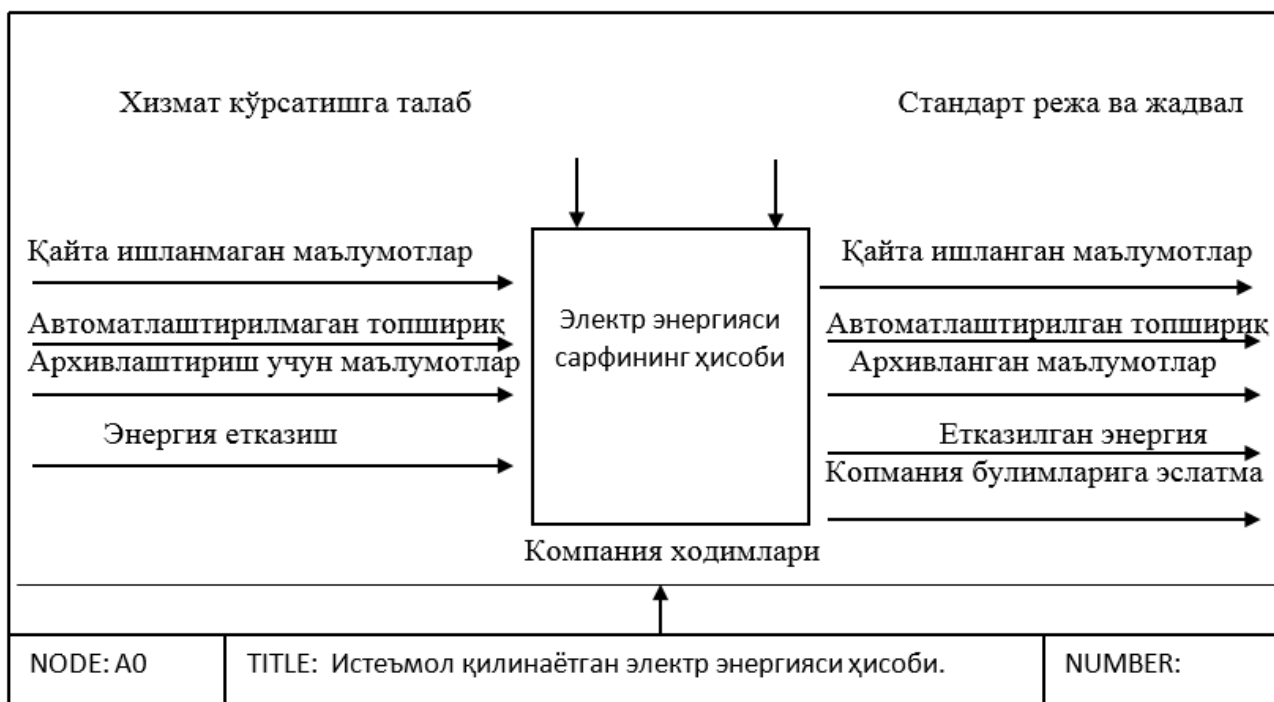 Хизмат кўрсатишга талаб
Стандарт режа ва жадвал
Қайта ишланмаган маълумотлар
Қайта ишланган маълумотлар
Автоматлаштирилмаган топшириқ
Электр энергияси
сарфининг ҳисоби
Автоматлаштирилган топшириқ
Архивлаштириш учун маълумотлар
Архивланган маълумотлар
Энергия етказиш
Етказилган энергия
Копмания булимларига эслатма
Компания ходимлари
NODE: A0
TITLE: Истеъмол қилинаётган электр энергияси ҳисоби.
NUMBER: